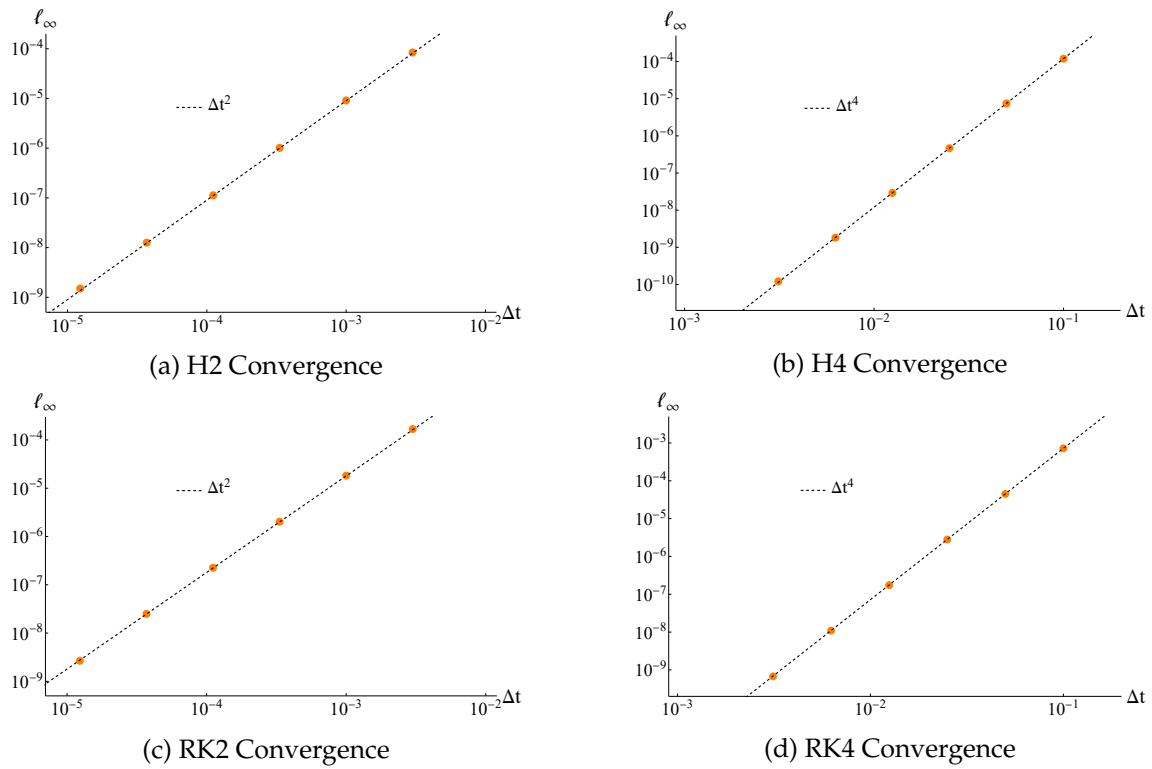 ℓ∞
10⁻⁴
10⁻⁵
10⁻⁶
10⁻⁷
10⁻⁸
10⁻⁹
Δt²
10⁻⁵ 10⁻⁴ 10⁻³ 10⁻² Δt
(a) H2 Convergence
ℓ∞
10⁻⁴
10⁻⁵
10⁻⁶
10⁻⁷
10⁻⁸
10⁻⁹
10⁻¹⁰
Δt⁴
10⁻³ 10⁻² 10⁻¹ Δt
(b) H4 Convergence
ℓ∞
10⁻⁴
10⁻⁵
10⁻⁶
10⁻⁷
10⁻⁸
10⁻⁹
Δt²
10⁻⁵ 10⁻⁴ 10⁻³ 10⁻² Δt
(c) RK2 Convergence
ℓ∞
10⁻³
10⁻⁴
10⁻⁵
10⁻⁶
10⁻⁷
10⁻⁸
10⁻⁹
Δt⁴
10⁻³ 10⁻² 10⁻¹ Δt
(d) RK4 Convergence